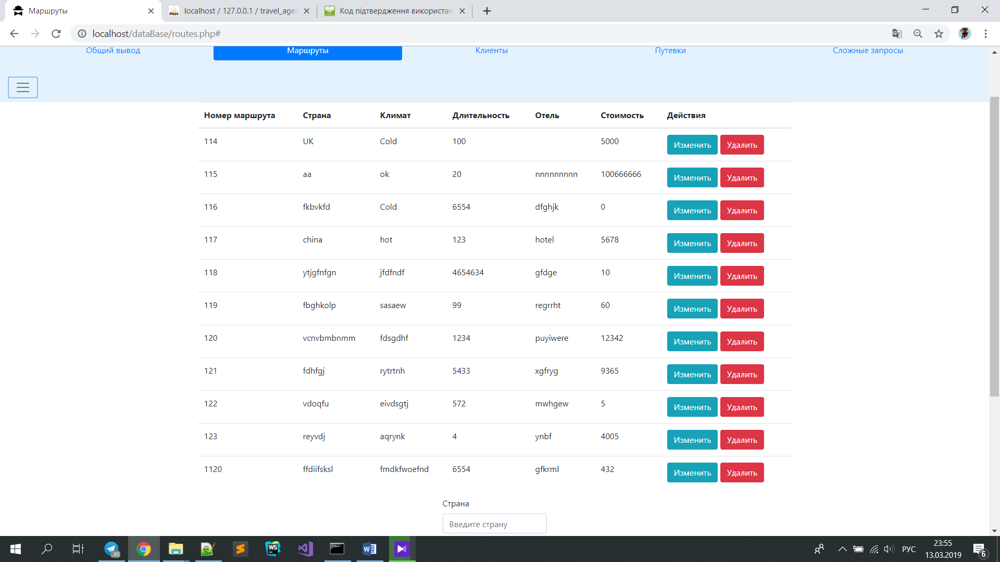 Маршруты
localhost / 127.0.0.1 / travel_agen
Код підтвердження використан
localhost/dataBase/routes.php#
Общий вывод Маршруты Клиенты Путевки Сложные запросы
Номер маршрута Страна Климат Длительность Отель Стоимость Действия
114 UK Cold 100 5000 Изменить Удалить
115 aa ok 20 nnnnnnnnn 100666666 Изменить Удалить
116 fkbvkfd Cold 6554 dfghjk 0 Изменить Удалить
117 china hot 123 hotel 5678 Изменить Удалить
118 ytjgfnfgn jfdfndf 4654634 gfdge 10 Изменить Удалить
119 fbghkolp sasaew 99 regrrht 60 Изменить Удалить
120 vcnvbmbnmm fdsgdhf 1234 puyiwere 12342 Изменить Удалить
121 fdhfgj rytrtnh 5433 xgfryg 9365 Изменить Удалить
122 vdoqfu eivdsgtj 572 mwhgew 5 Изменить Удалить
123 reyvdj aqrynk 4 ynbf 4005 Изменить Удалить
1120 ffdiifsksl fmdkfwoefnd 6554 gfkrml 432 Изменить Удалить
Страна
Введите страну
85
WS
РУС
23:55
13.03.2019
6